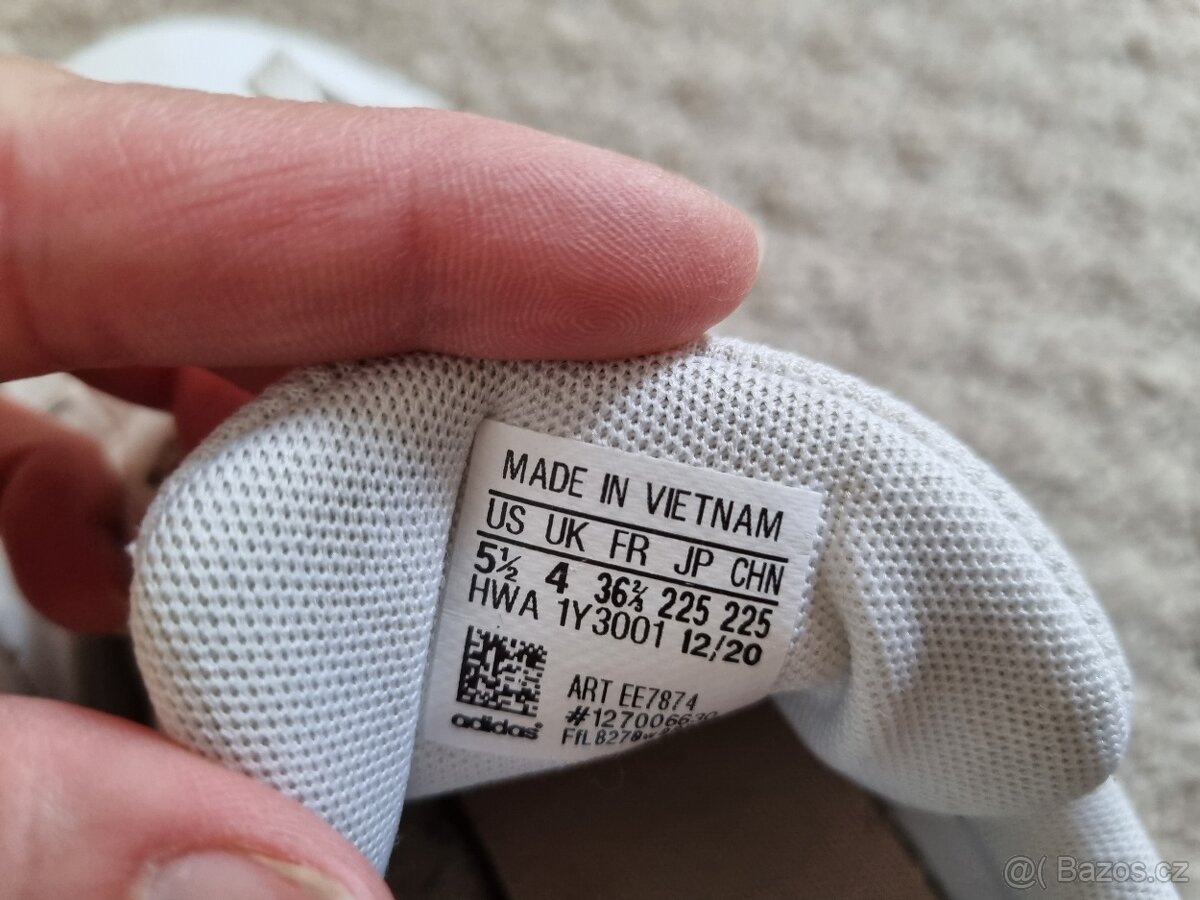 MADE IN VIETNAM
US UK FR JP CHN
5½ 4 36⅔ 225 225
HWA 1Y3001 12/20
ART EE7874
adidas
@( Bazos.cz